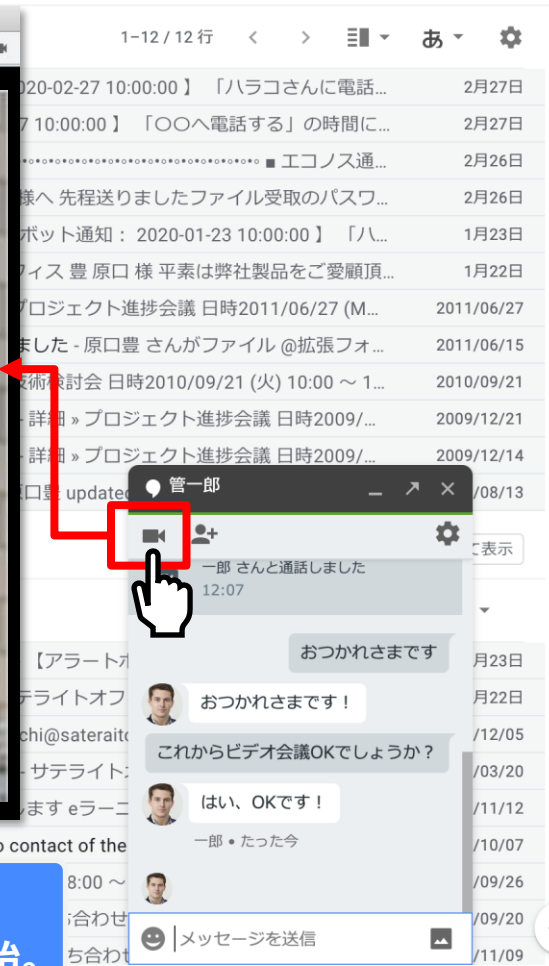 1–12 / 12 行
あ
020-02-27 10:00:00 】 「ハラコさんに電話... 2月27日
7 10:00:00 】 「〇〇へ電話する」の時間に... 2月27日
■ エコノス通... 2月26日
様へ 先程送りましたファイル受取のパスワ... 2月26日
ボット通知： 2020-01-23 10:00:00 】 「ハ... 1月23日
フィス 豊 原口 様 平素は弊社製品をご愛顧頂... 1月22日
プロジェクト進捗会議 日時2011/06/27 (M... 2011/06/27
ました - 原口豊 さんがファイル @拡張フォ... 2011/06/15
技術検討会 日時2010/09/21 (火) 10:00 ～ 1... 2010/09/21
詳細 » プロジェクト進捗会議 日時2009/... 2009/12/21
詳細 » プロジェクト進捗会議 日時2009/... 2009/12/14
原口豊 updated /08/13
管一郎
て表示
一郎 さんと通話しました
12:07
おつかれさまです
おつかれさまです！
これからビデオ会議OKでしょうか？
はい、OKです！
一郎 • たった今
メッセージを送信
【アラートボ 月23日
テライトオフ 月22日
chi@sateraito /12/05
- サテライト /03/20
します eラーニ /11/12
o contact of the /10/07
8:00 ～ /09/26
ち合わせ /09/20
ち合わせ /11/09
始。